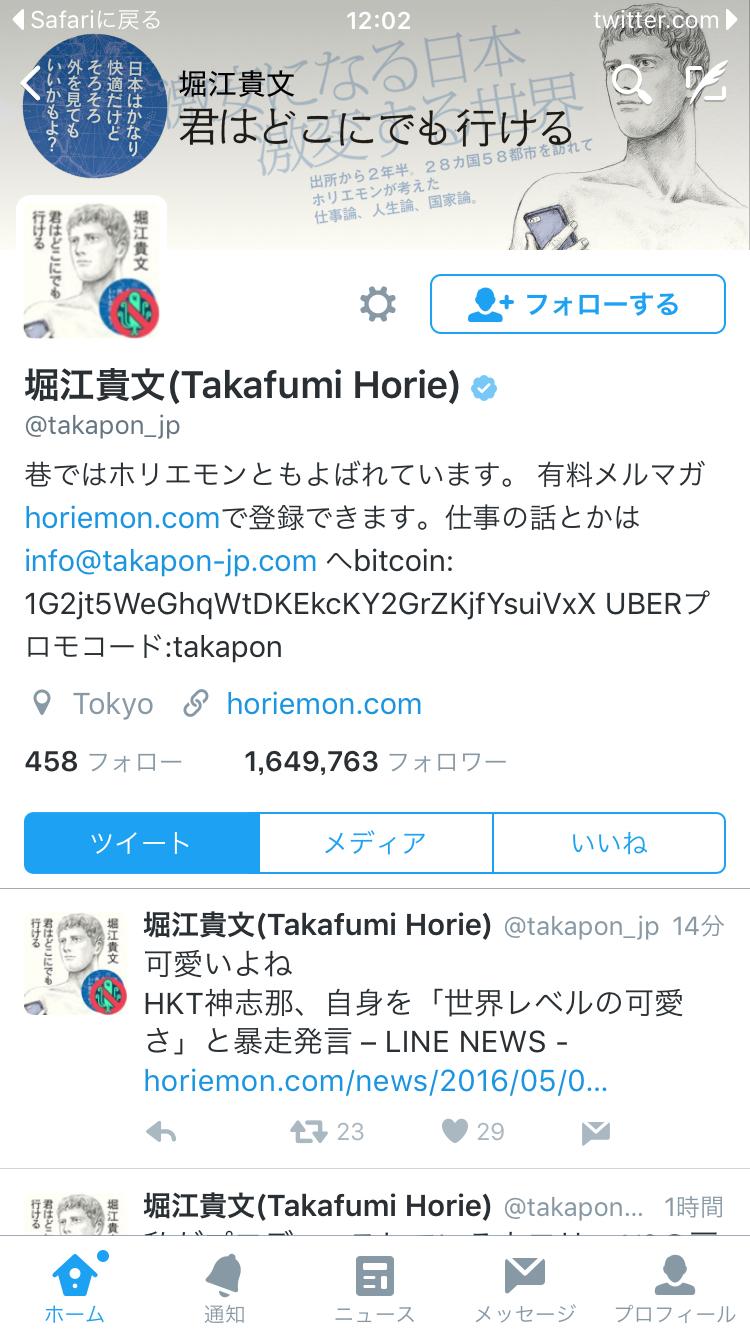 Safariに戻る 12:02 twitter.com
日本はかなり
快適だけど
そろそろ
外を見ても
いいかもよ?
激安になる日本
激変する世界
堀江貴文
君はどこにでも行ける
出所から2年半。28カ国58都市を訪れて
ホリエモンが考えた
仕事論、人生論、国家論。
堀江貴文
君はどこにでも
行ける
フォローする
堀江貴文(Takafumi Horie)
@takapon_jp
巷ではホリエモンともよばれています。 有料メルマガ
horiemon.comで登録できます。仕事の話とかは
info@takapon-jp.com へbitcoin:
1G2jt5WeGhqWtDKEkcKY2GrZKjfYsuiVxX UBERプ
ロモコード:takapon
Tokyo horiemon.com
458 フォロー 1,649,763 フォロワー
ツイート メディア いいね
堀江貴文
君はどこにでも
行ける
堀江貴文(Takafumi Horie) @takapon_jp 14分
可愛いよね
HKT神志那、自身を「世界レベルの可愛
さ」と暴走発言 – LINE NEWS -
horiemon.com/news/2016/05/0...
23 29
堀江貴文(Takafumi Horie) @takapon... 1時間
ホーム 通知 ニュース メッセージ プロフィール